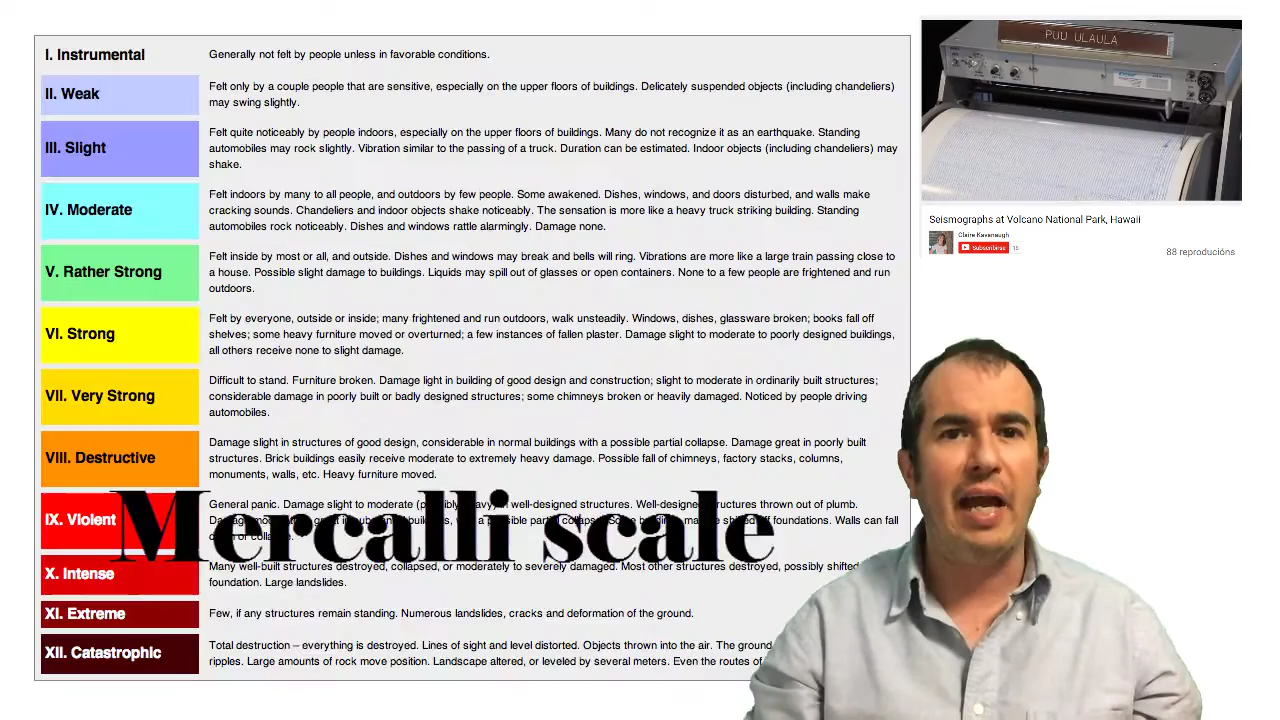 I. Instrumental
Generally not felt by people unless in favorable conditions.
II. Weak
Felt only by a couple people that are sensitive, especially on the upper floors of buildings. Delicately suspended objects (including chandeliers)
may swing slightly.
III. Slight
Felt quite noticeably by people indoors, especially on the upper floors of buildings. Many do not recognize it as an earthquake. Standing
automobiles may rock slightly. Vibration similar to the passing of a truck. Duration can be estimated. Indoor objects (including chandeliers) may
shake.
IV. Moderate
Felt indoors by many to all people, and outdoors by few people. Some awakened. Dishes, windows, and doors disturbed, and walls make
cracking sounds. Chandeliers and indoor objects shake noticeably. The sensation is more like a heavy truck striking building. Standing
automobiles rock noticeably. Dishes and windows rattle alarmingly. Damage none.
V. Rather Strong
Felt inside by most or all, and outside. Dishes and windows may break and bells will ring. Vibrations are more like a large train passing close to
a house. Possible slight damage to buildings. Liquids may spill out of glasses or open containers. None to a few people are frightened and run
outdoors.
VI. Strong
Felt by everyone, outside or inside; many frightened and run outdoors, walk unsteadily. Windows, dishes, glassware broken; books fall off
shelves; some heavy furniture moved or overturned; a few instances of fallen plaster. Damage slight to moderate to poorly designed buildings,
all others receive none to slight damage.
VII. Very Strong
Difficult to stand. Furniture broken. Damage light in building of good design and construction; slight to moderate in ordinarily built structures;
considerable damage in poorly built or badly designed structures; some chimneys broken or heavily damaged. Noticed by people driving
automobiles.
VIII. Destructive
Damage slight in structures of good design, considerable in normal buildings with a possible partial collapse. Damage great in poorly built
structures. Brick buildings easily receive moderate to extremely heavy damage. Possible fall of chimneys, factory stacks, columns,
monuments, walls, etc. Heavy furniture moved.
IX. Violent
General panic. Damage slight to moderate in well-designed structures. Well-designed structures thrown out of plumb.
a possible partial foundations. Walls can fall
Mercalli scale
X. Intense
Many well-built structures destroyed, collapsed, or moderately to severely damaged. Most other structures destroyed, possibly shifted
foundation. Large landslides.
XI. Extreme
Few, if any structures remain standing. Numerous landslides, cracks and deformation of the ground.
XII. Catastrophic
Total destruction – everything is destroyed. Lines of sight and level distorted. Objects thrown into the air. The ground
ripples. Large amounts of rock move position. Landscape altered, or leveled by several meters. Even the routes of
PUU ULAULA
Seismographs at Volcano National Park, Hawaii
Claire Kavanaugh
Subscribirse
88 reproducións